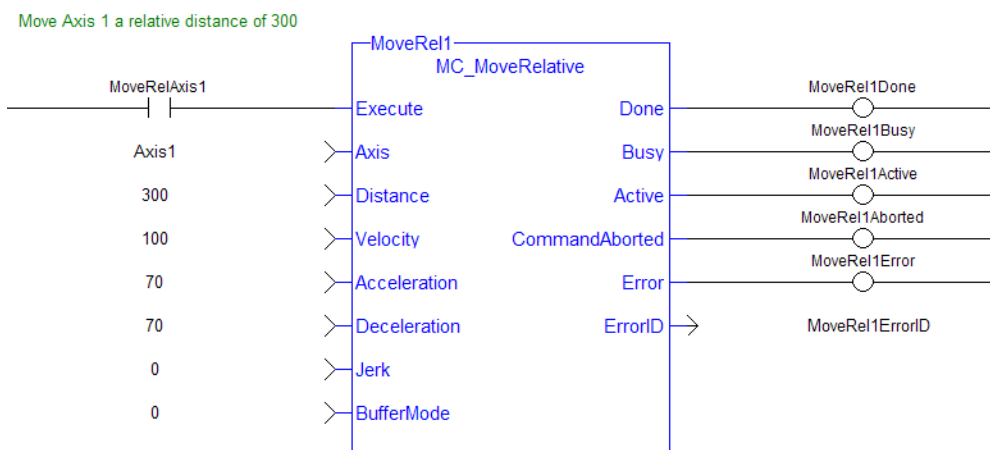 Move Axis 1 a relative distance of 300
MoveRel1
MC_MoveRelative
MoveRelAxis1
Execute
Done
MoveRel1Done
Axis1
Axis
Busy
MoveRel1Busy
300
Distance
Active
MoveRel1Active
100
Velocity
CommandAborted
MoveRel1Aborted
70
Acceleration
Error
MoveRel1Error
70
Deceleration
ErrorID
MoveRel1ErrorID
0
Jerk
0
BufferMode